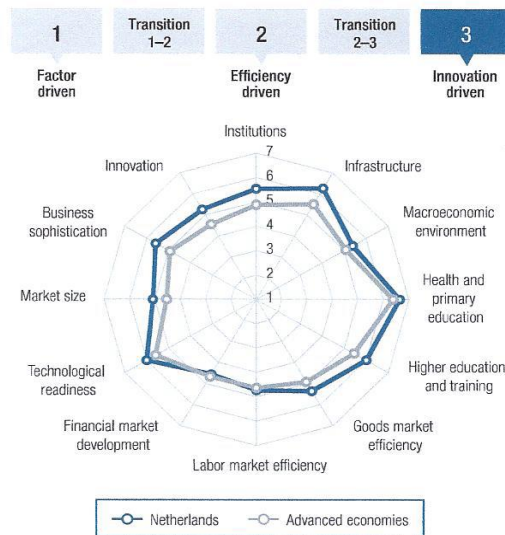 1
Transition
1–2
2
Transition
2–3
3
Factor
driven
Efficiency
driven
Innovation
driven
Institutions
7
Innovation
6
Infrastructure
5
Business
sophistication
4
Macroeconomic
environment
3
2
Market size
1
Health and
primary
education
Technological
readiness
Higher education
and training
Financial market
development
Goods market
efficiency
Labor market efficiency
Netherlands
Advanced economies